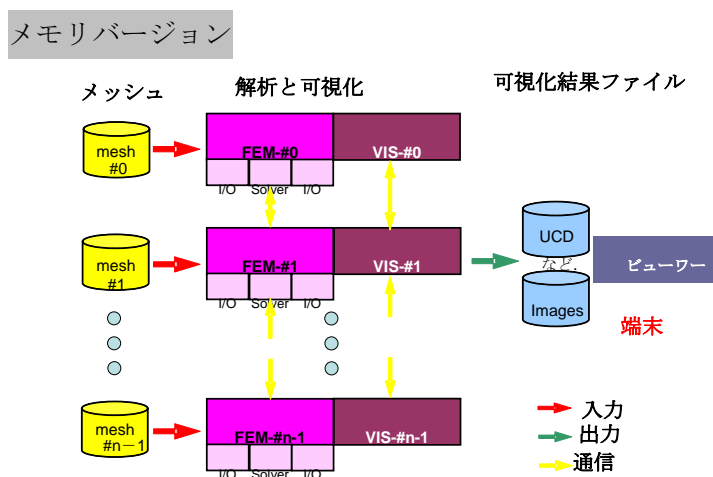 メモリバージョン
メッシュ
解析と可視化
可視化結果ファイル
mesh
#0
FEM-#0
VIS-#0
I/O Solver I/O
mesh
#1
FEM-#1
VIS-#1
I/O Solver I/O
UCD
など.
Images
ビューワー
端末
mesh
#n－1
FEM-#n-1
VIS-#n-1
I/O Solver I/O
入力
出力
通信